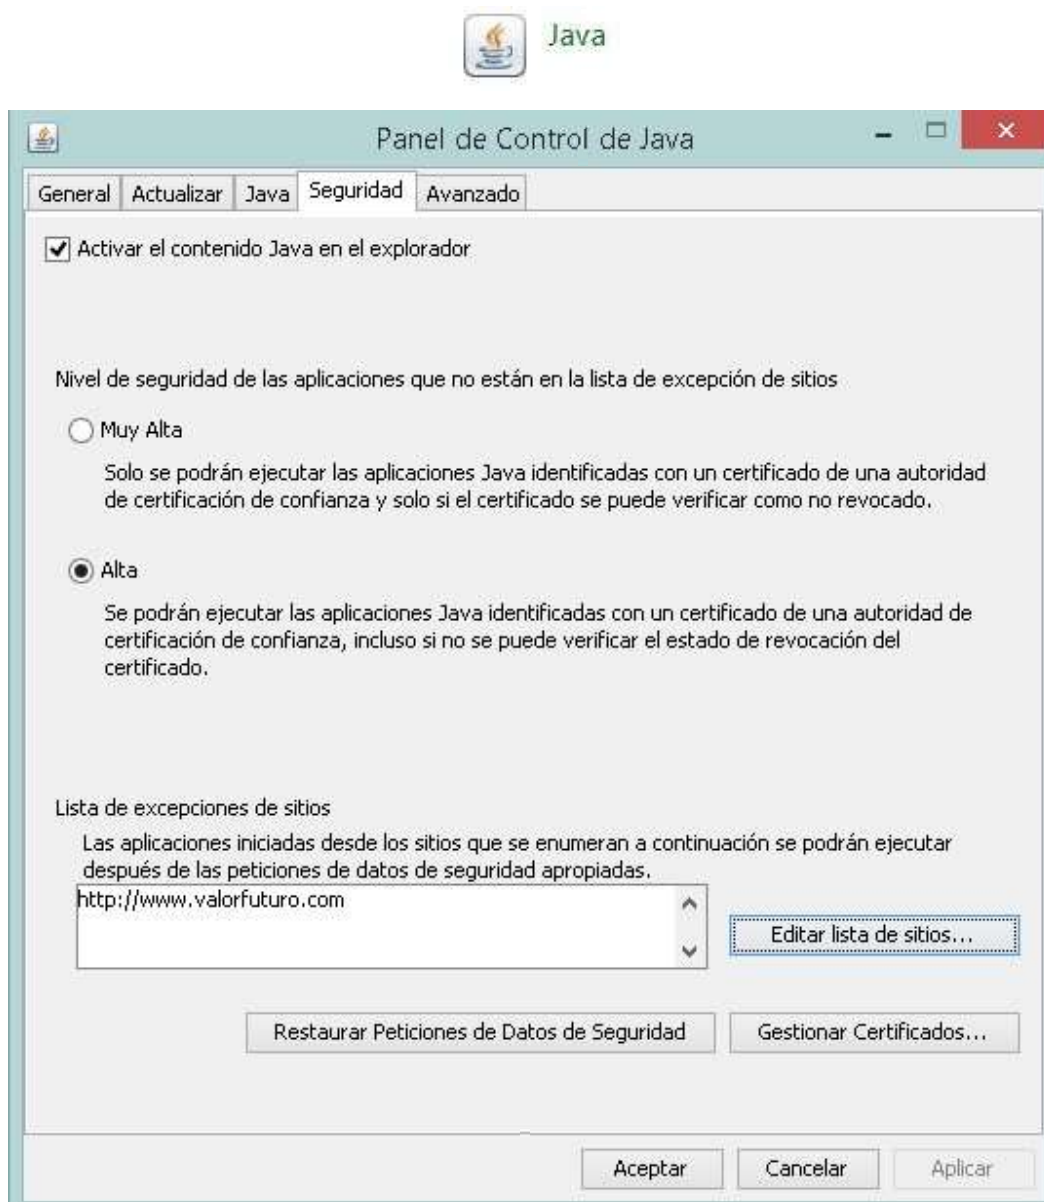 Java
Panel de Control de Java
General Actualizar Java Seguridad Avanzado
Activar el contenido Java en el explorador
Nivel de seguridad de las aplicaciones que no están en la lista de excepción de sitios
Muy Alta
Solo se podrán ejecutar las aplicaciones Java identificadas con un certificado de una autoridad
de certificación de confianza y solo si el certificado se puede verificar como no revocado.
Alta
Se podrán ejecutar las aplicaciones Java identificadas con un certificado de una autoridad de
certificación de confianza, incluso si no se puede verificar el estado de revocación del
certificado.
Lista de excepciones de sitios
Las aplicaciones iniciadas desde los sitios que se enumeran a continuación se podrán ejecutar
después de las peticiones de datos de seguridad apropiadas.
http://www.valorfuturo.com
Editar lista de sitios...
Restaurar Peticiones de Datos de Seguridad Gestionar Certificados...
Aceptar Cancelar Aplicar